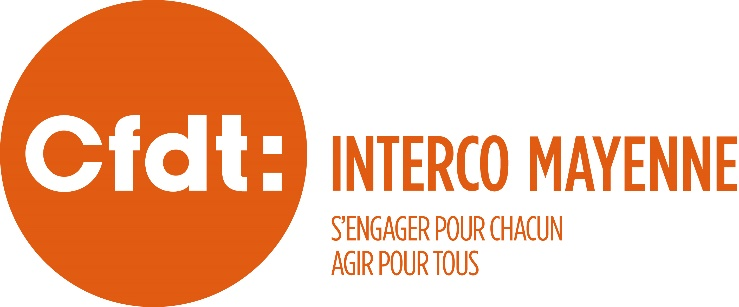 Cfdt:
INTERCO MAYENNE
S'ENGAGER POUR CHACUN
AGIR POUR TOUS